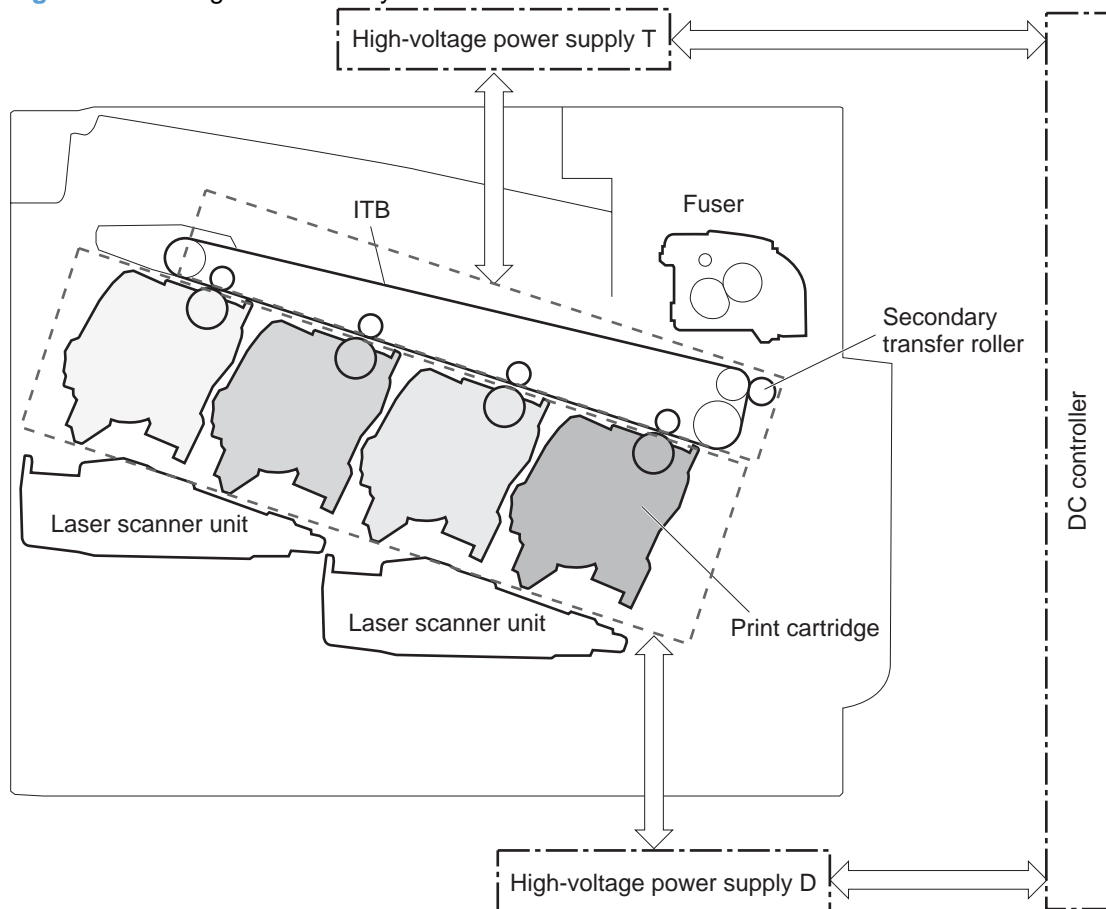 High-voltage power supply T
ITB
Fuser
Secondary
transfer roller
DC controller
Laser scanner unit
Laser scanner unit
Print cartridge
High-voltage power supply D